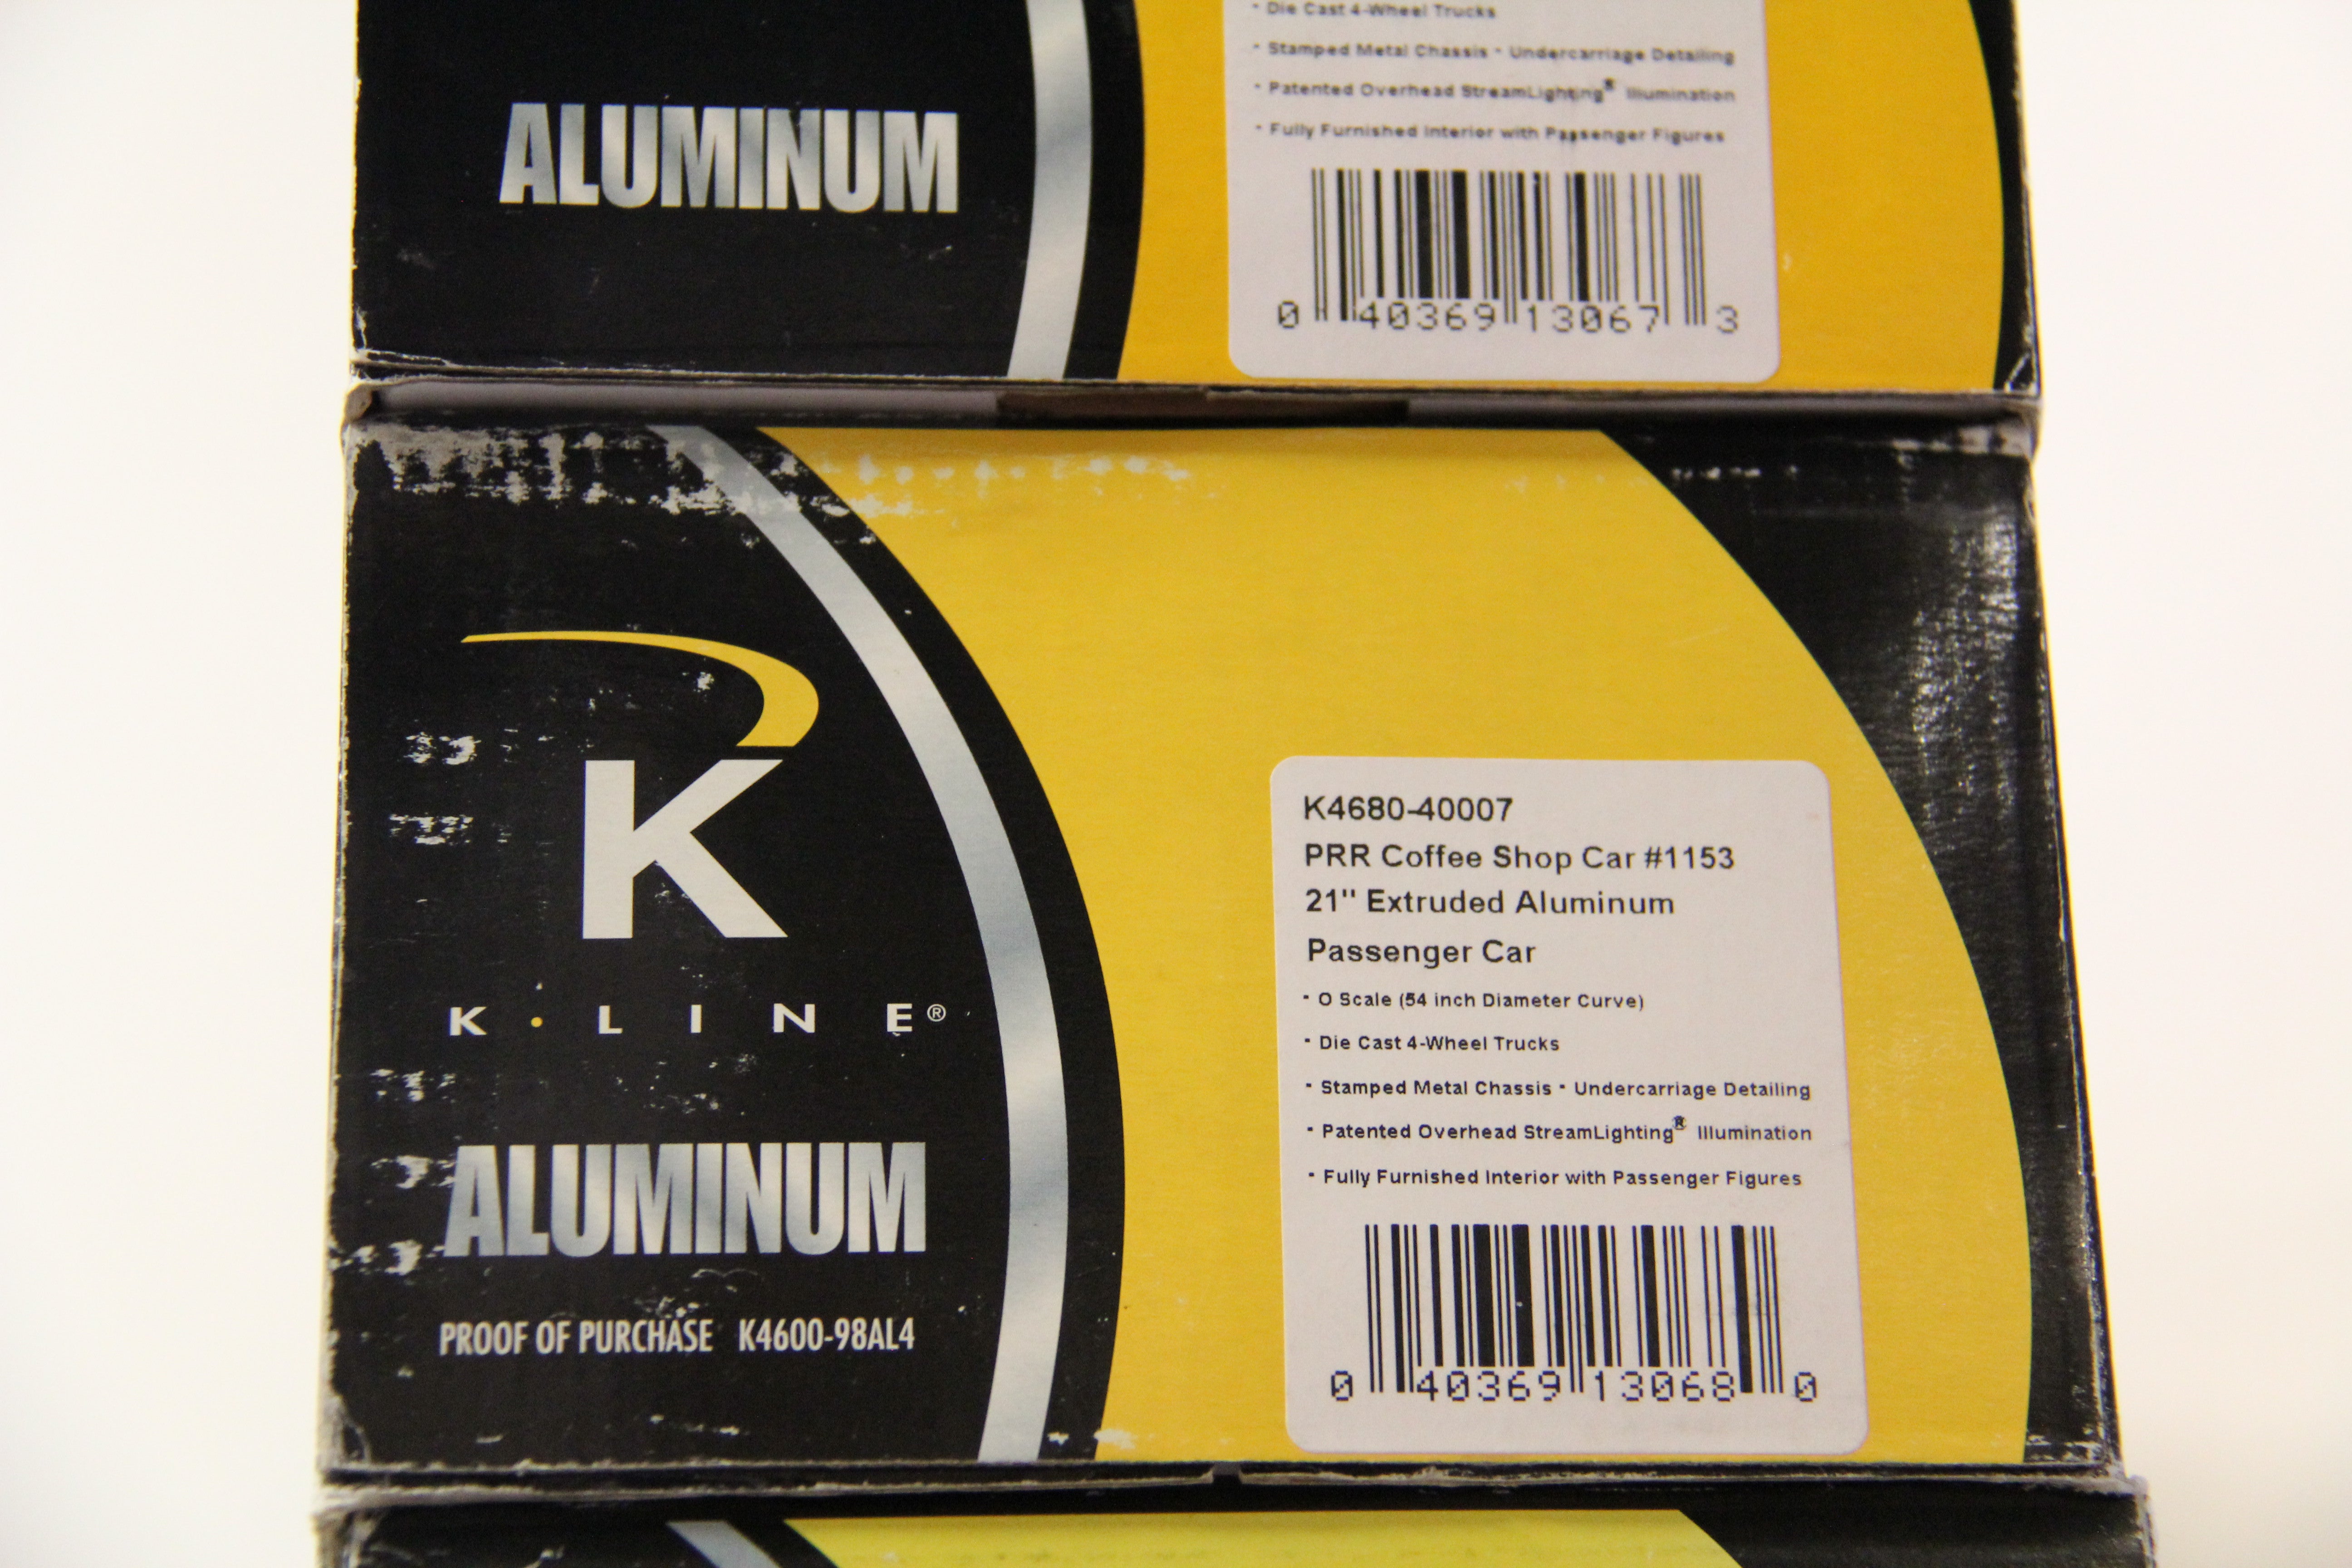 · Die Cast 4-Wheel Trucks
· Stamped Metal Chassis · Undercarriage Detailing
· Patented Overhead StreamLighting® Illumination
· Fully Furnished Interior with Passenger Figures
ALUMINUM
0 40369 13067 3
K
K·LINE®
ALUMINUM
PROOF OF PURCHASE K4600-98AL4
K4680-40007
PRR Coffee Shop Car #1153
21" Extruded Aluminum
Passenger Car
· O Scale (54 inch Diameter Curve)
· Die Cast 4-Wheel Trucks
· Stamped Metal Chassis · Undercarriage Detailing
· Patented Overhead StreamLighting® Illumination
· Fully Furnished Interior with Passenger Figures
0 40369 13068 0